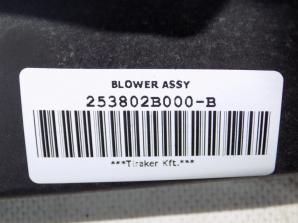 BLOWER ASSY
253802B000-B
***Tiraker Kft.***